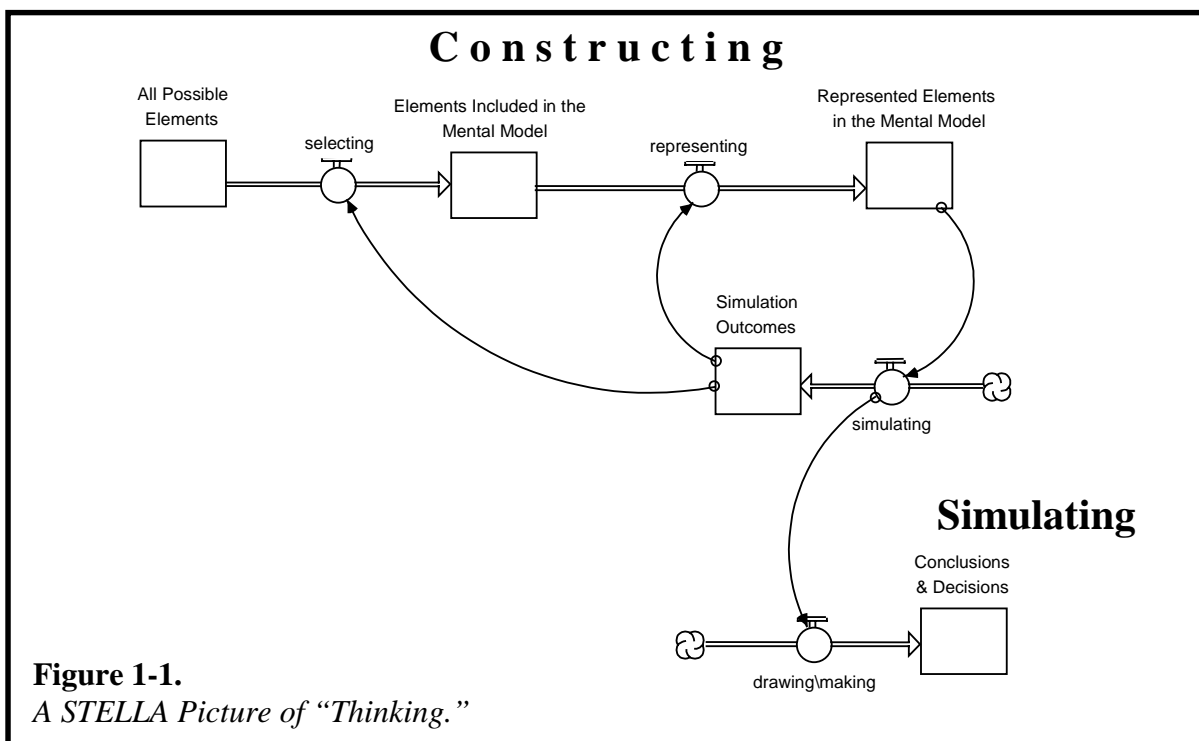 Constructing
All Possible
Elements
selecting
Elements Included in the
Mental Model
representing
Represented Elements
in the Mental Model
Simulation
Outcomes
simulating
Simulating
Conclusions
& Decisions
drawing\making
Figure 1-1.
A STELLA Picture of “Thinking.”